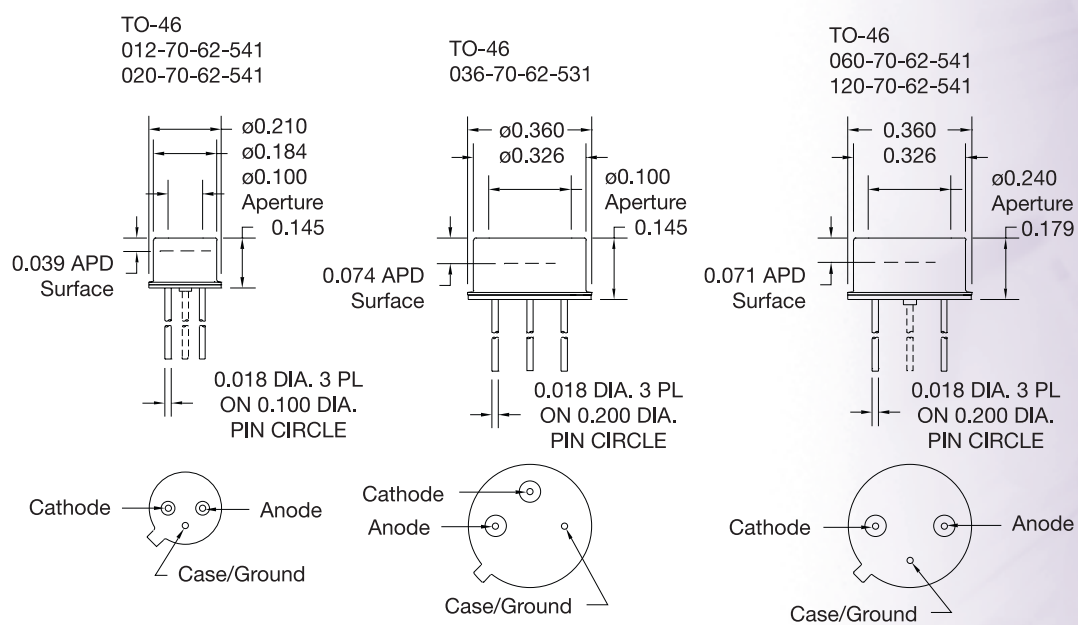 TO-46
012-70-62-541
020-70-62-541
ø0.210
ø0.184
ø0.100
Aperture
0.145
0.039 APD
Surface
0.018 DIA. 3 PL
ON 0.100 DIA.
PIN CIRCLE
Cathode
Anode
Case/Ground
TO-46
036-70-62-531
ø0.360
ø0.326
ø0.100
Aperture
0.145
0.074 APD
Surface
0.018 DIA. 3 PL
ON 0.200 DIA.
PIN CIRCLE
Cathode
Anode
Case/Ground
TO-46
060-70-62-541
120-70-62-541
0.360
0.326
ø0.240
Aperture
0.179
0.071 APD
Surface
0.018 DIA. 3 PL
ON 0.200 DIA.
PIN CIRCLE
Cathode
Anode
Case/Ground